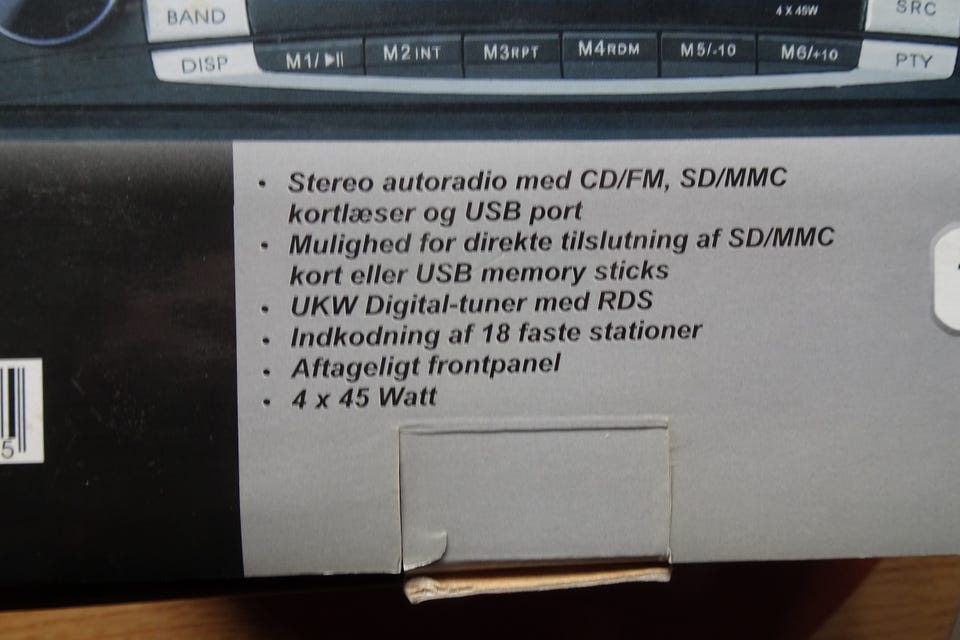 BAND
4 X 45W
SRC
DISP
M1/▶II
M2 INT
M3RPT
M4RDM
M5/-10
M6/+10
PTY
• Stereo autoradio med CD/FM, SD/MMC
kortlæser og USB port
• Mulighed for direkte tilslutning af SD/MMC
kort eller USB memory sticks
• UKW Digital-tuner med RDS
• Indkodning af 18 faste stationer
• Aftageligt frontpanel
• 4 x 45 Watt
5